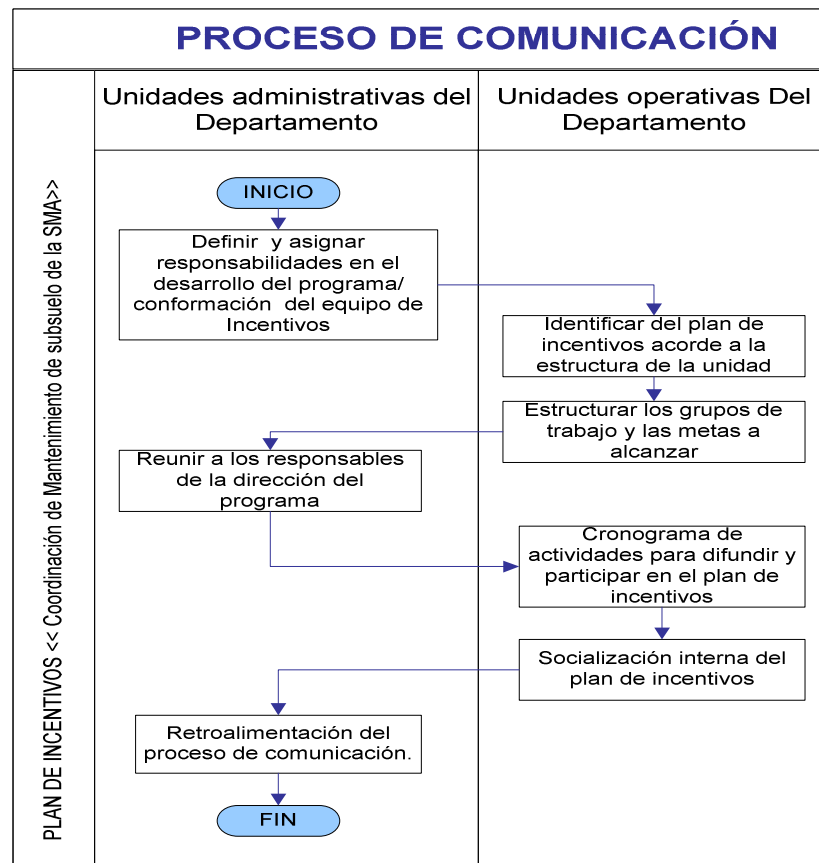 PROCESO DE COMUNICACIÓN
PLAN DE INCENTIVOS << Coordinación de Mantenimiento de subsuelo de la SMA>>
Unidades administrativas del
Departamento
Unidades operativas Del
Departamento
INICIO
Definir y asignar
responsabilidades en el
desarrollo del programa/
conformación del equipo de
Incentivos
Identificar del plan de
incentivos acorde a la
estructura de la unidad
Estructurar los grupos de
trabajo y las metas a
alcanzar
Reunir a los responsables
de la dirección del
programa
Cronograma de
actividades para difundir y
participar en el plan de
incentivos
Socialización interna del
plan de incentivos
Retroalimentación del
proceso de comunicación.
FIN